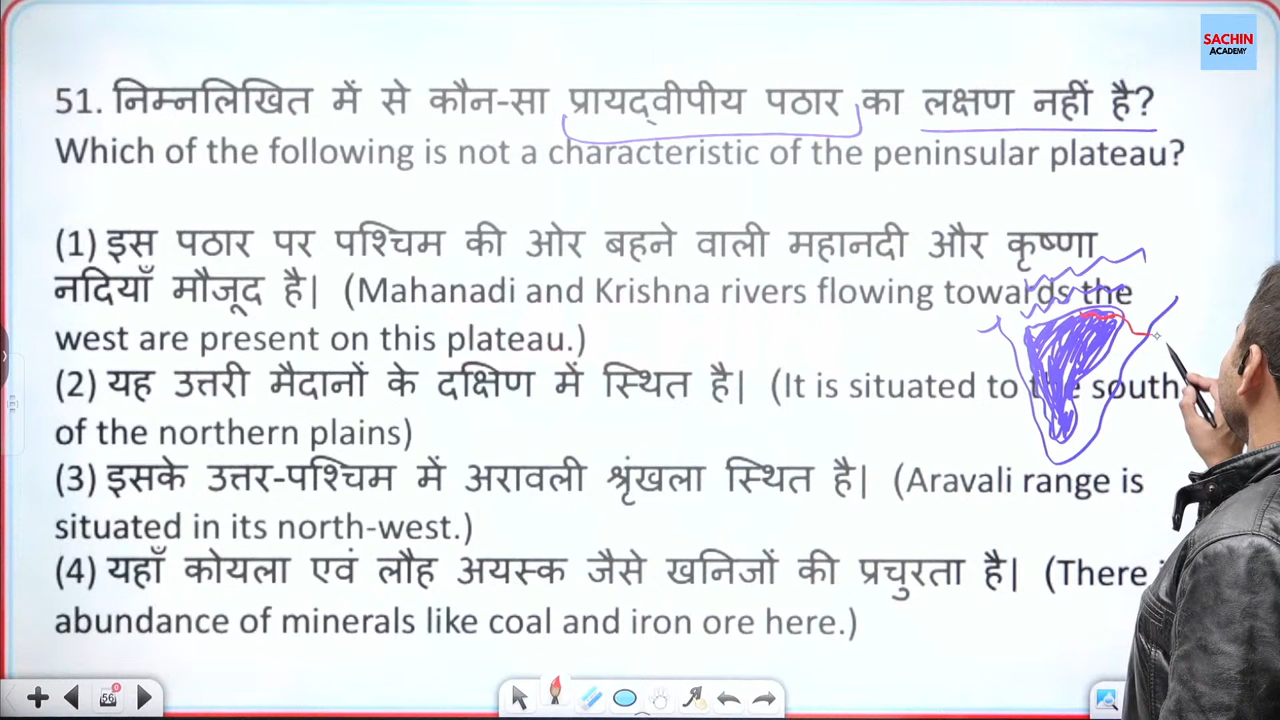 SACHIN
ACADEMY
51. निम्नलिखित में से कौन-सा प्रायद्वीपीय पठार का लक्षण नहीं है?
Which of the following is not a characteristic of the peninsular plateau?
(1) इस पठार पर पश्चिम की ओर बहने वाली महानदी और कृष्णा
नदियाँ मौजूद है| (Mahanadi and Krishna rivers flowing towards the
west are present on this plateau.)
(2) यह उत्तरी मैदानों के दक्षिण में स्थित है| (It is situated to the south
of the northern plains)
(3) इसके उत्तर-पश्चिम में अरावली श्रृंखला स्थित है| (Aravali range is
situated in its north-west.)
(4) यहाँ कोयला एवं लौह अयस्क जैसे खनिजों की प्रचुरता है| (There
abundance of minerals like coal and iron ore here.)
56